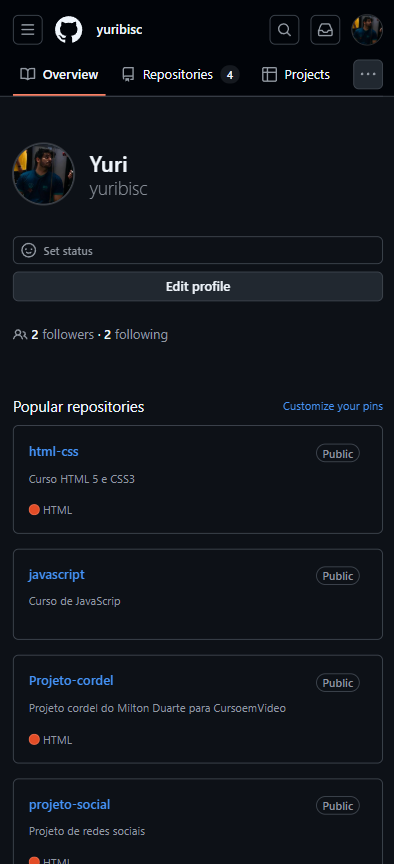 yuribisc
Overview Repositories 4 Projects
Yuri
yuribisc
Set status
Edit profile
2 followers · 2 following
Popular repositories Customize your pins
html-css Public
Curso HTML 5 e CSS3
HTML
javascript Public
Curso de JavaScrip
Projeto-cordel Public
Projeto cordel do Milton Duarte para CursoemVideo
HTML
projeto-social Public
Projeto de redes sociais
HTML